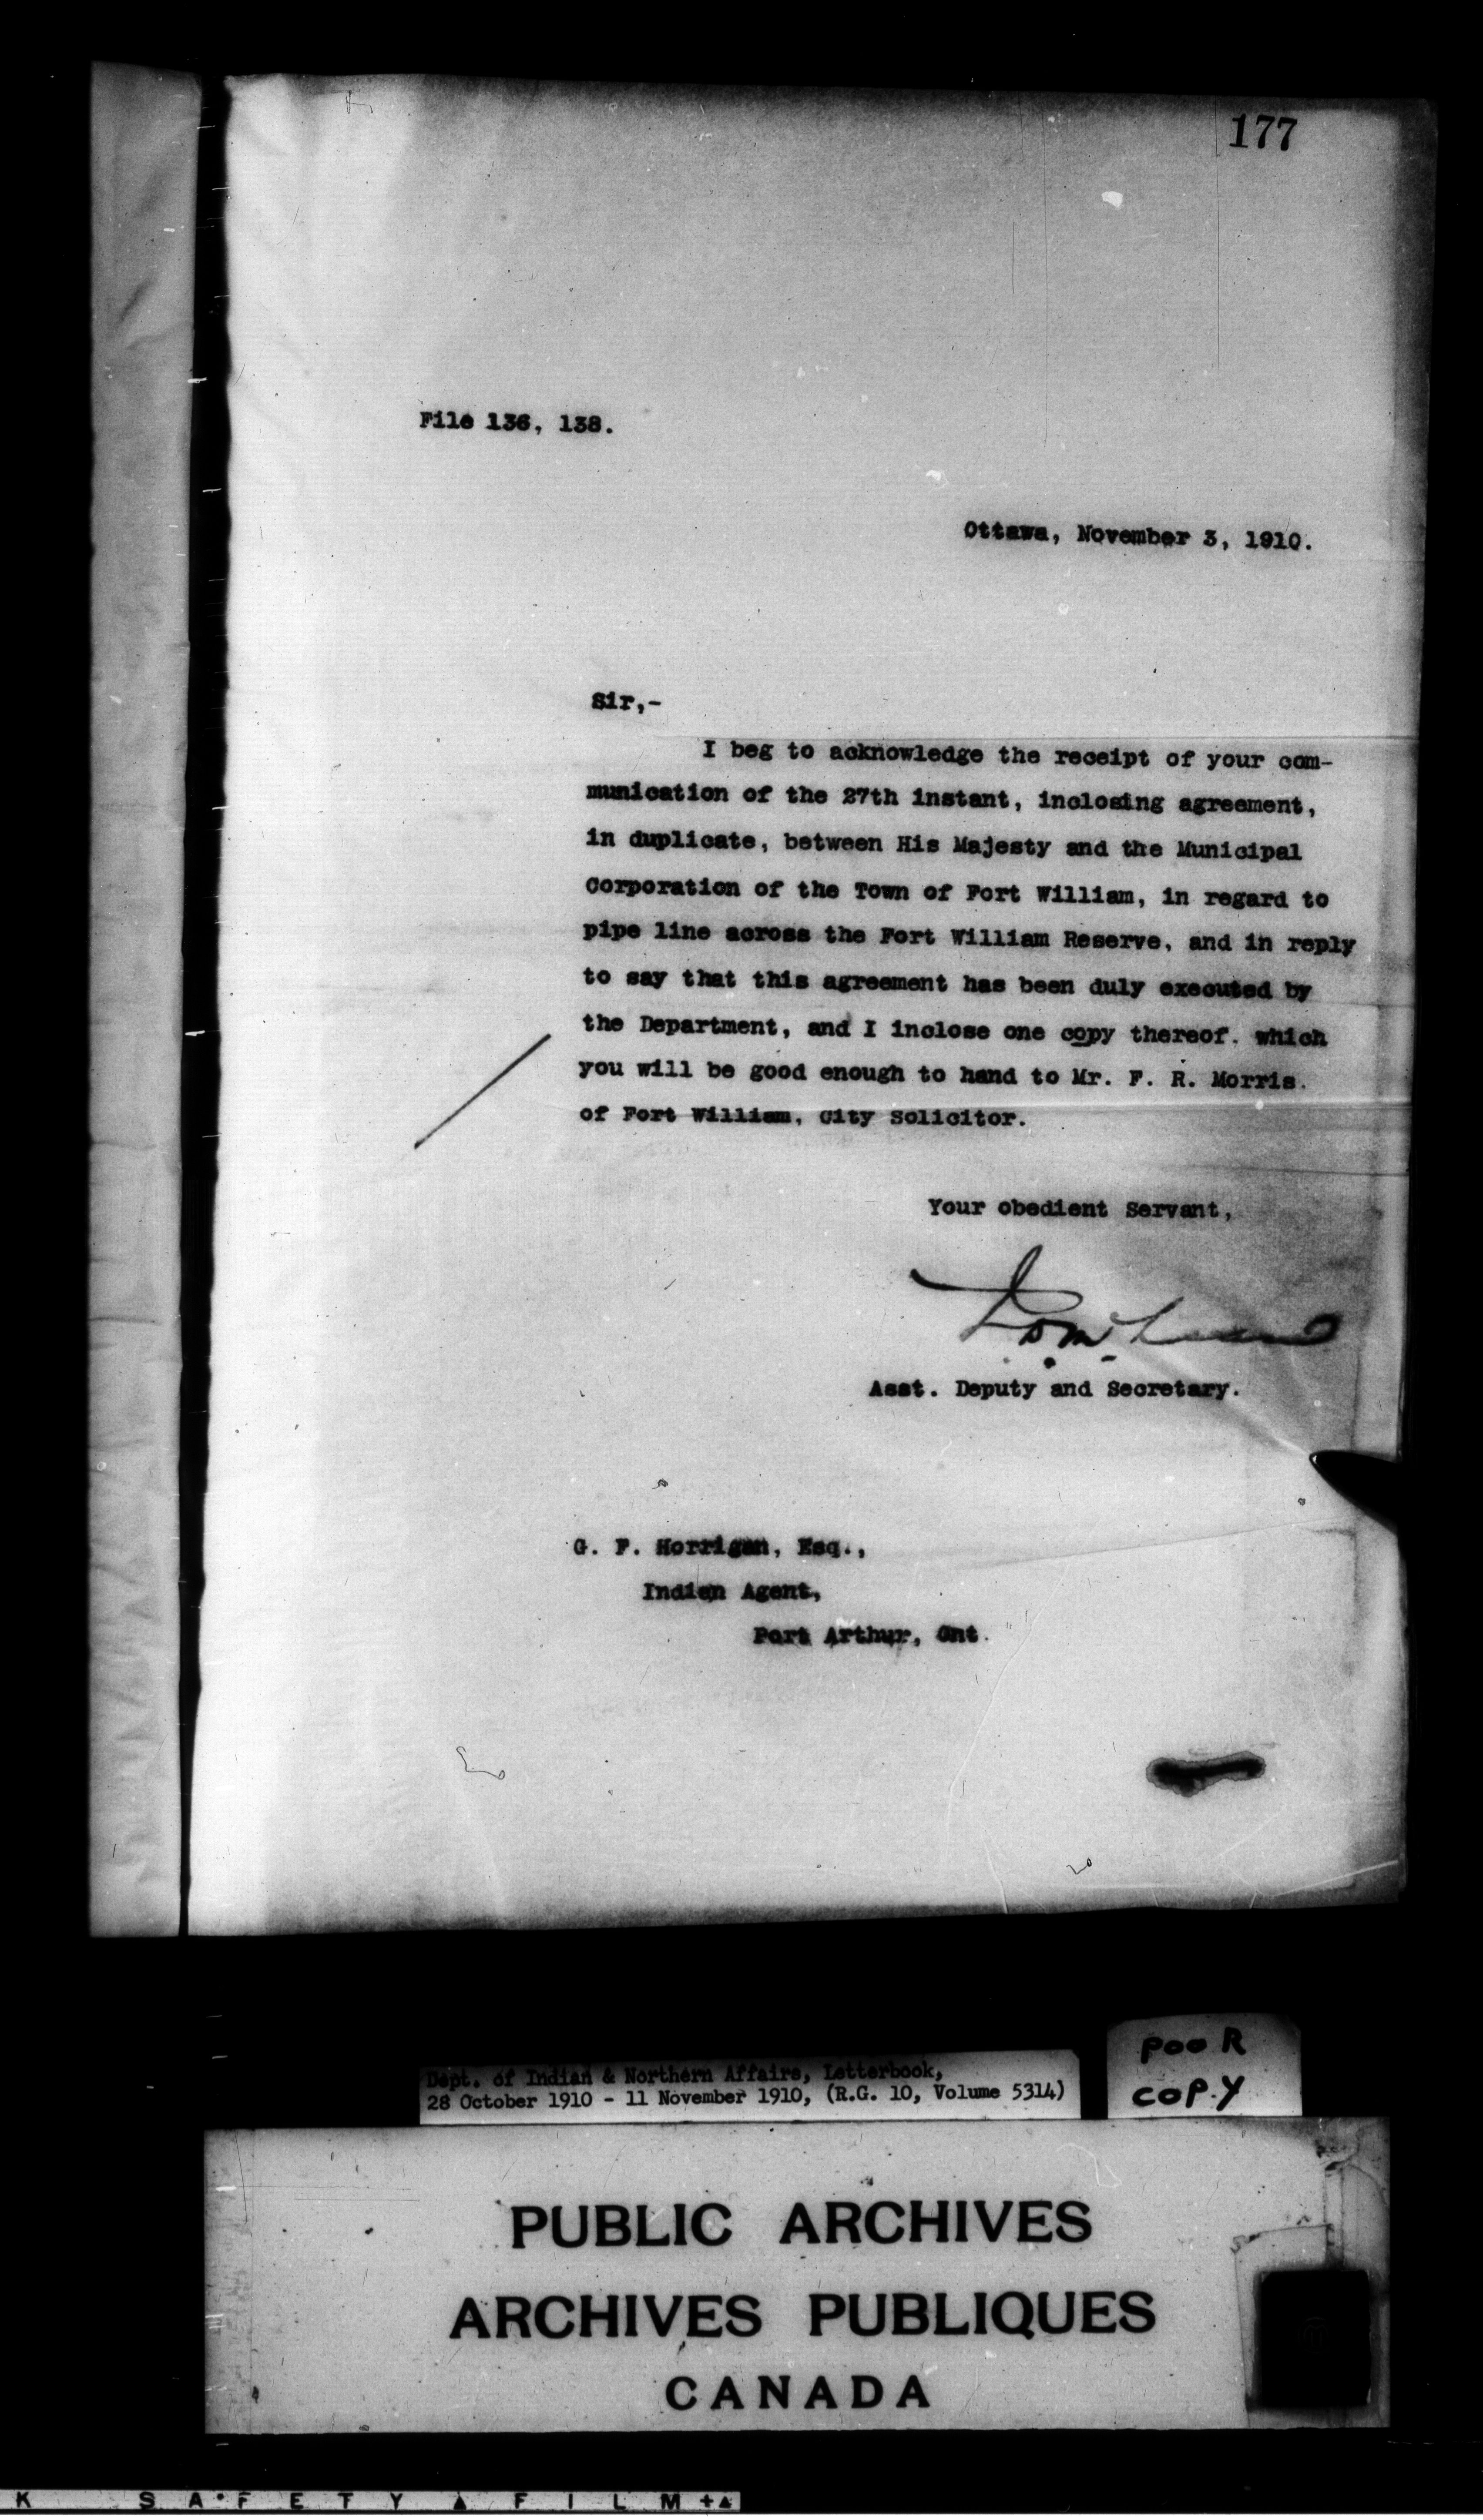 177
File 136, 138.
Ottawa, November 3, 1910.
Sir,-
I beg to acknowledge the receipt of your com-
munication of the 27th instant, inclosing agreement,
in duplicate, between His Majesty and the Municipal
Corporation of the Town of Fort William, in regard to
pipe line across the Fort William Reserve, and in reply
to say that this agreement has been duly executed by
the Department, and I inclose one copy thereof. which
you will be good enough to hand to Mr. F. R. Morris.
of Fort William, City Solicitor.
Your obedient Servant,
Asst. Deputy and Secretary.
G. F. Horrigan, Esq.,
Indian Agent,
Port Arthur, Ont.
Dept. of Indian & Northern Affairs, Letterbook,
28 October 1910 - 11 November 1910, (R.G. 10, Volume 5314)
POOR
COPY
PUBLIC ARCHIVES
ARCHIVES PUBLIQUES
CANADA
K SAFETY FILM